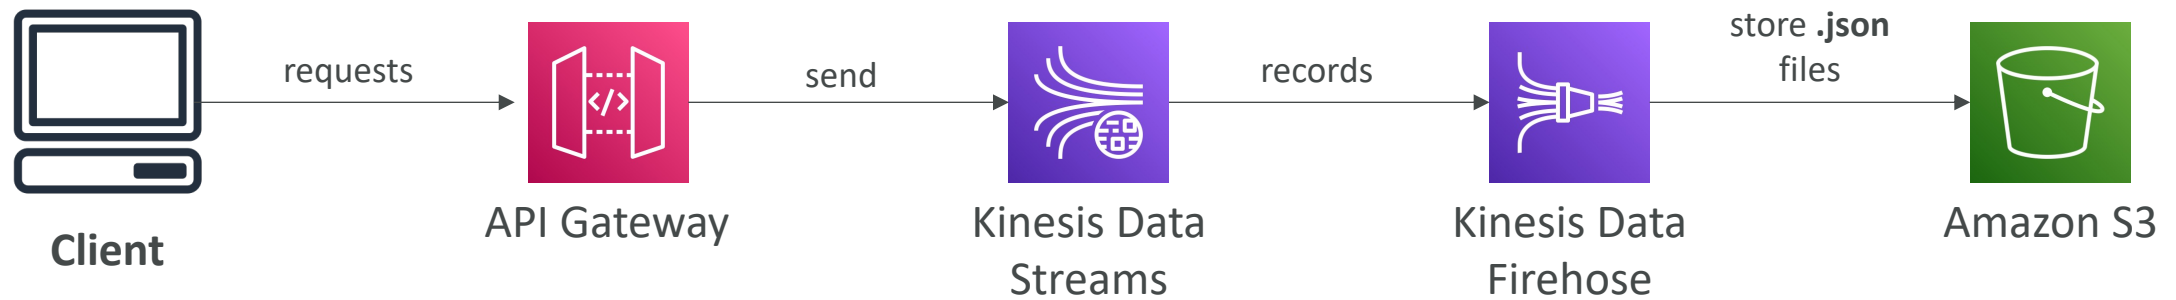 requests
send
records
store .json
files
</>
Client
API Gateway
Kinesis Data
Streams
Kinesis Data
Firehose
Amazon S3